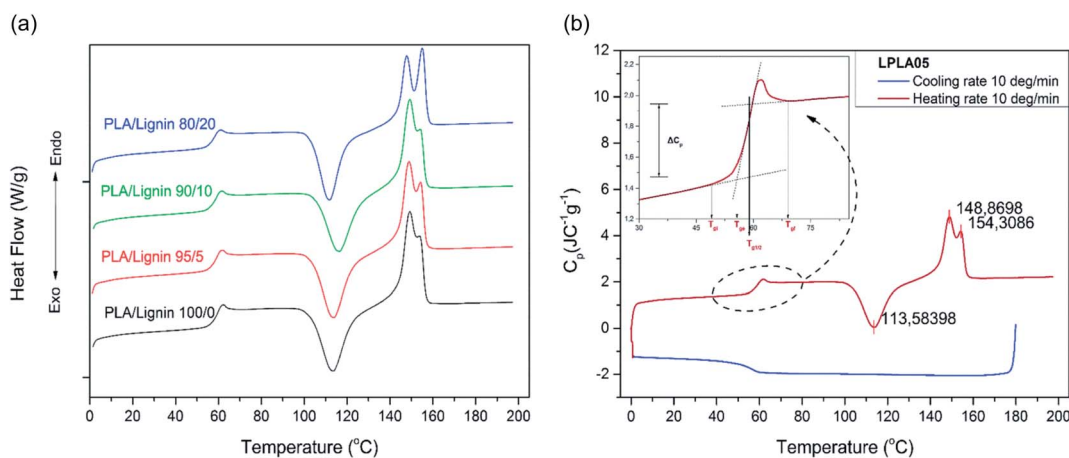 (a)
Heat Flow (W/g)
Exo
Endo
PLA/Lignin 80/20
PLA/Lignin 90/10
PLA/Lignin 95/5
PLA/Lignin 100/0
0 20 40 60 80 100 120 140 160 180 200
Temperature (°C)
(b)
12
10
8
6
4
2
0
-2
Cp(JC⁻¹g⁻¹)
LPLA05
Cooling rate 10 deg/min
Heating rate 10 deg/min
2,2
2,0
1,8
1,6
1,4
1,2
ΔCp
30 45 60 75
Tgi Tge Tgf
Tg1/2
148,8698
154,3086
113,58398
0 20 40 60 80 100 120 140 160 180 200
Temperature (°C)